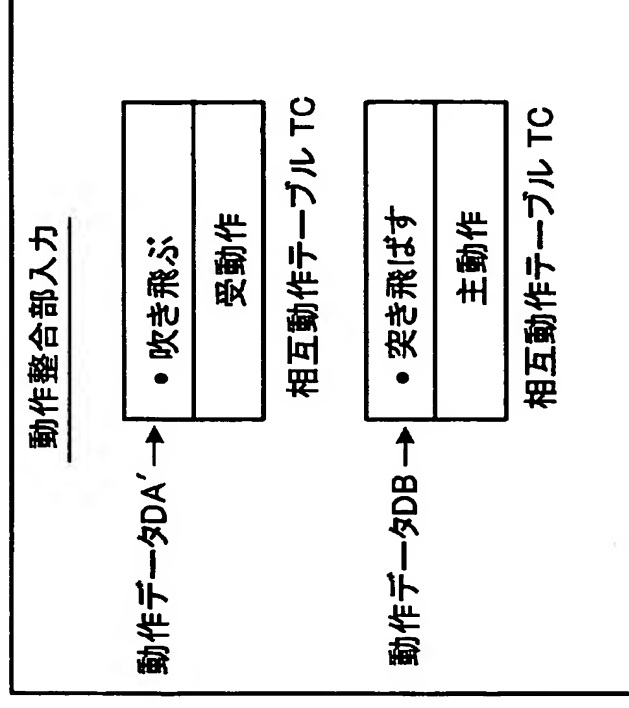 動作整合部入力
動作データDA′→
• 吹き飛ぶ
受動作
相互動作テーブル TC
動作データDB→
• 突き飛ばす
主動作
相互動作テーブル TC